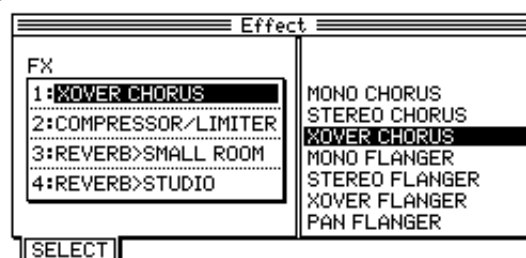 Effect
FX
1:XOVER CHORUS
2:COMPRESSOR/LIMITER
3:REVERB>SMALL ROOM
4:REVERB>STUDIO
MONO CHORUS
STEREO CHORUS
XOVER CHORUS
MONO FLANGER
STEREO FLANGER
XOVER FLANGER
PAN FLANGER
SELECT